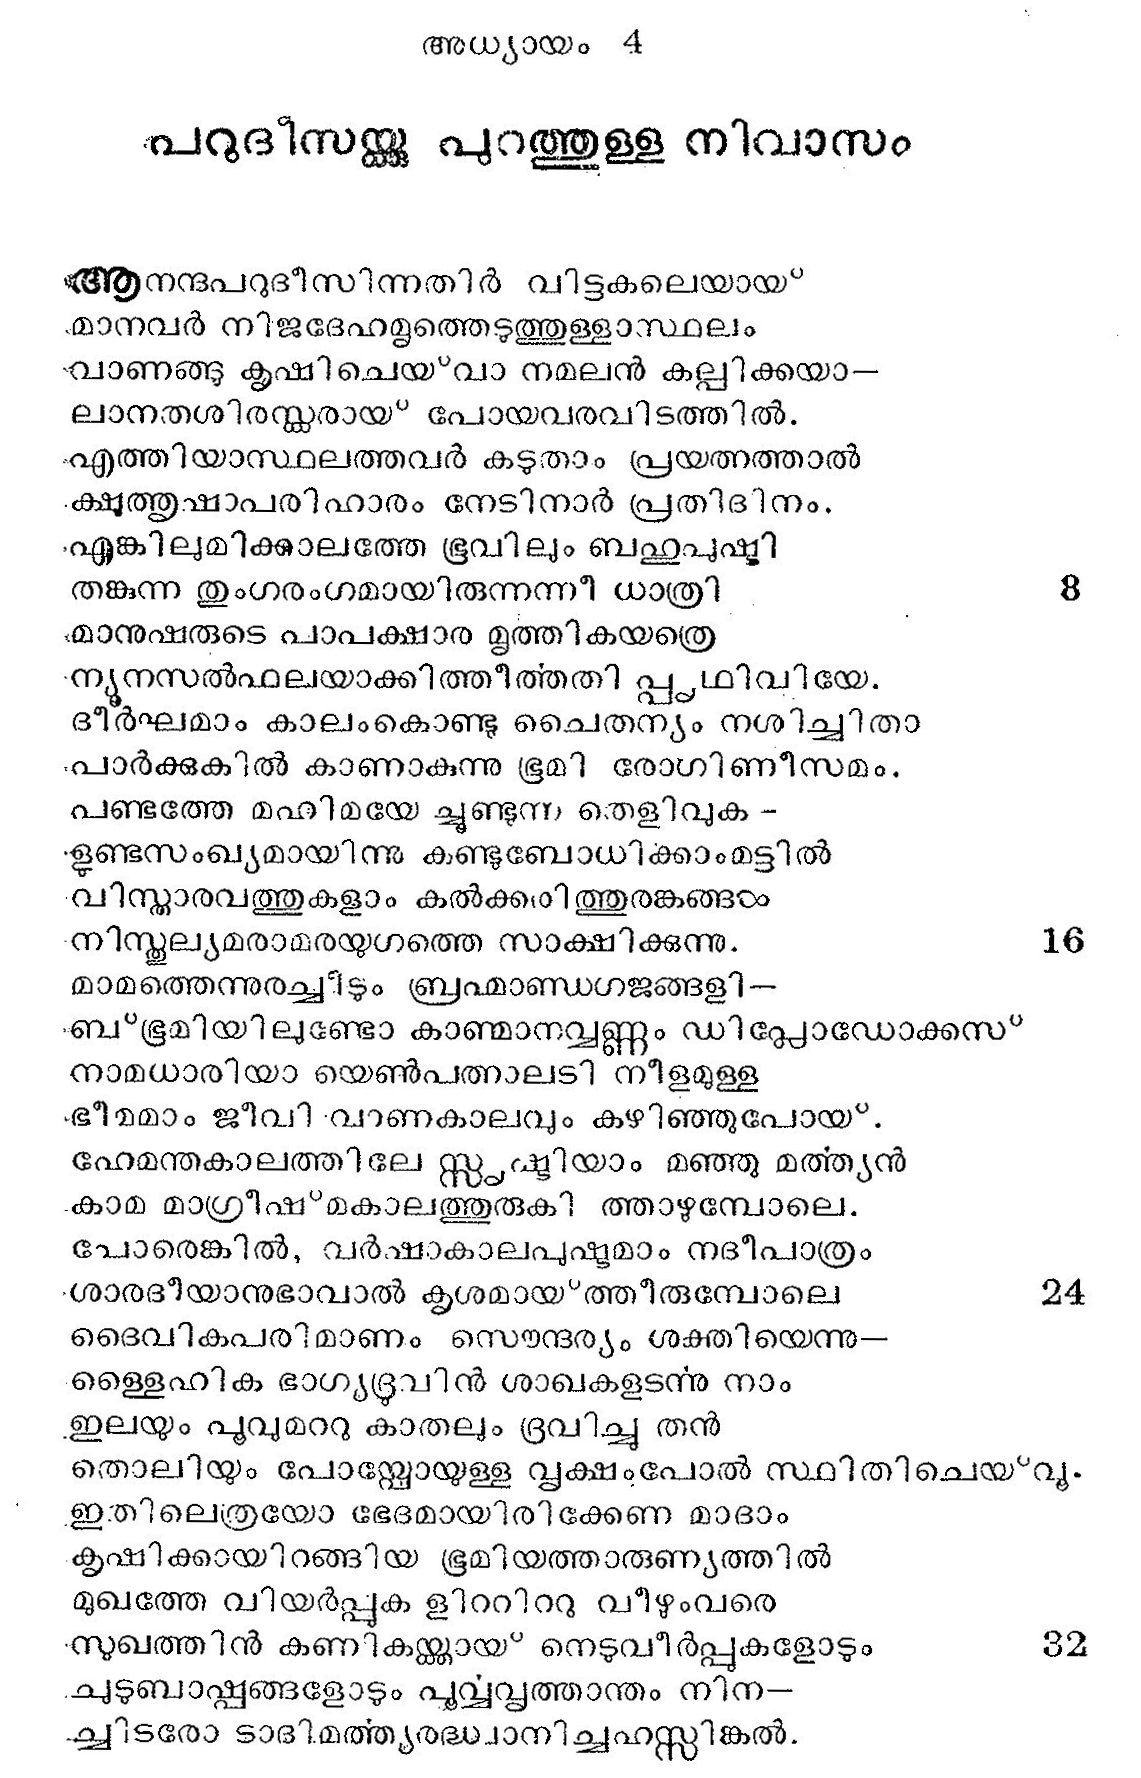 അധ്യായം 4
പറുദീസയ്ക്കു പുറത്തുള്ള നിവാസം
ആനന്ദപറുദീസിന്നതിർ വിട്ടകലെയായ്
മാനവർ നിജദേഹമൃത്തെടുത്തുള്ളാസ്ഥലം
വാണങ്ങു കൃഷിചെയ്‌വാ നമലൻ കല്പിക്കയാ—
ലാനതശിരസ്കരായ് പോയവരവിടത്തിൽ.
എത്തിയാസ്ഥലത്തവർ കടുതാം പ്രയത്നത്താൽ
ക്ഷുത്തൃഷാപരിഹാരം നേടിനാർ പ്രതിദിനം.
എങ്കിലുമിക്കാലത്തേ ഭൂവിലും ബഹുപുഷ്ടി
തങ്കുന്ന തുംഗരംഗമായിരുന്നന്നീ ധാത്രി 8
മാനുഷരുടെ പാപക്ഷാര മൃത്തികയത്രെ
ന്യൂനസൽഫലയാക്കിത്തീർത്തതി പ്പൃഥിവിയേ.
ദീർഘമാം കാലംകൊണ്ടു ചൈതന്യം നശിച്ചിതാ
പാർക്കുകിൽ കാണാകുന്നു ഭൂമി രോഗിണീസമം.
പണ്ടത്തേ മഹിമയേ ച്ചൂണ്ടുന്ന തെളിവുക -
ളുണ്ടസംഖ്യമായിന്നു കണ്ടുബോധിക്കാംമട്ടിൽ
വിസ്താരവത്തുകളാം കൽക്കരിത്തുരങ്കങ്ങൾ
നിസ്തുല്യമരാമരയുഗത്തെ സാക്ഷിക്കുന്നു. 16
മാമത്തെന്നുരച്ചീടും ബ്രഹ്മാണ്ഡഗജങ്ങളി—
ബ്ഭൂമിയിലുണ്ടോ കാണ്മാനവ്വണ്ണം ഡിപ്ലോഡോക്കസ്
നാമധാരിയാ യെൺപത്നാലടി നീളമുള്ള
ഭീമമാം ജീവി വാണകാലവും കഴിഞ്ഞുപോയ്.
ഹേമന്തകാലത്തിലേ സ്സൃഷ്ടിയാം മഞ്ഞു മർത്ത്യൻ
കാമ മാഗ്രീഷ്മകാലത്തുരുകി ത്താഴുമ്പോലെ.
പോരെങ്കിൽ, വർഷാകാലപുഷ്ടമാം നദീപാത്രം
ശാരദീയാനുഭാവാൽ കൃശമായ്ത്തീരുമ്പോലെ 24
ദൈവികപരിമാണം സൌന്ദര്യം ശക്തിയെന്നു—
ള്ളൈഹിക ഭാഗ്യദ്രുവിൻ ശാഖകളടർന്നു നാം
ഇലയും പൂവുമററു കാതലും ദ്രവിച്ചു തൻ
തൊലിയും പോയ്പ്പോയുള്ള വൃക്ഷംപോൽ സ്ഥിതിചെയ്‌വൂ.
ഇതിലെത്രയോ ഭേദമായിരിക്കേണ മാദാം
കൃഷിക്കായിറങ്ങിയ ഭൂമിയത്താരുണ്യത്തിൽ
മുഖത്തേ വിയർപ്പുക ളിററിററു വീഴുംവരെ
സുഖത്തിൻ കണികയ്ക്കായ് നെടുവീർപ്പുകളോടും 32
ചുടുബാഷ്പങ്ങളോടും പൂർവ്വവൃത്താന്തം നിന—
ച്ചിടരോ ടാദിമർത്ത്യരദ്ധ്വാനിച്ചഹസ്സിങ്കൽ.